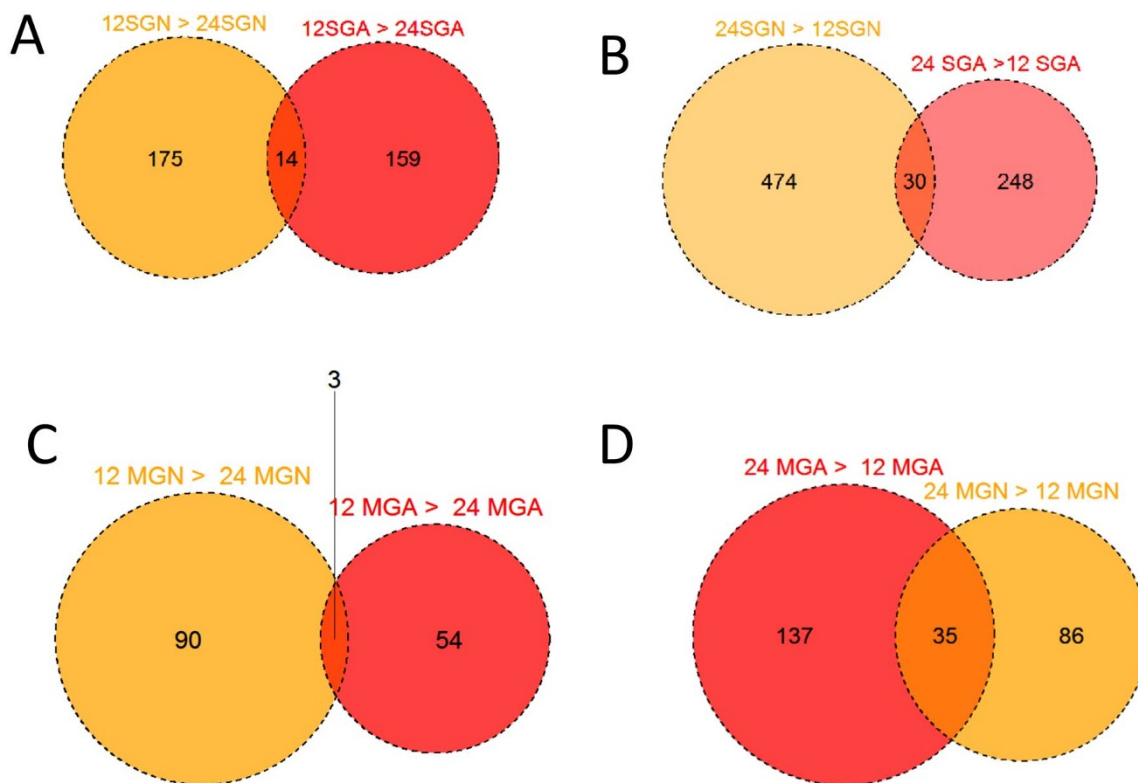 A
12SGN > 24SGN
12SGA > 24SGA
175
14
159
B
24SGN > 12SGN
24 SGA >12 SGA
474
30
248
3
C
12 MGN > 24 MGN
12 MGA > 24 MGA
90
54
D
24 MGA > 12 MGA
24 MGN > 12 MGN
137
35
86